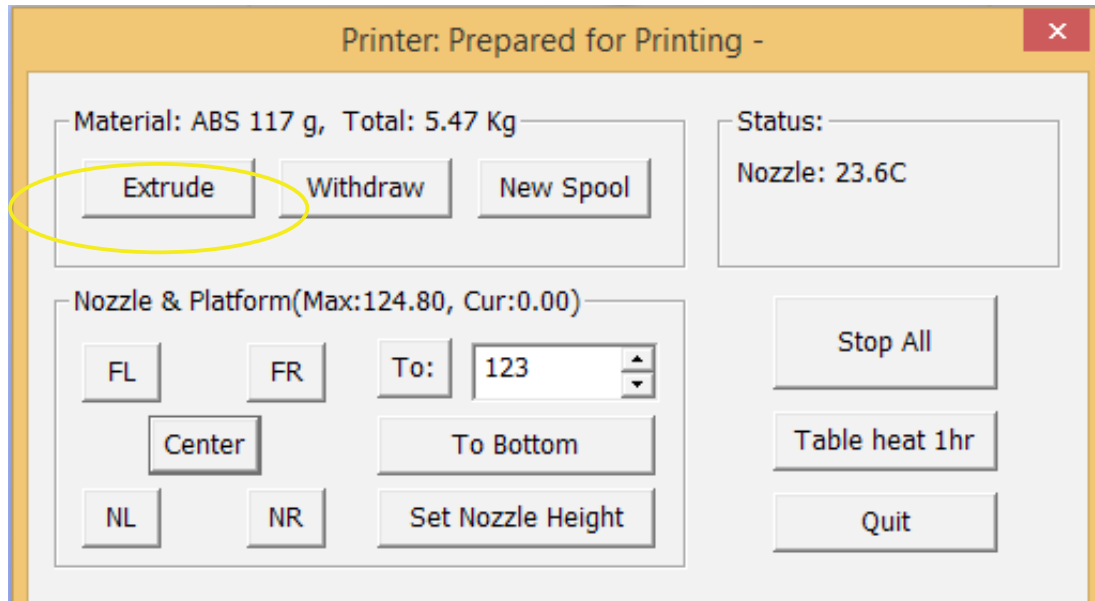 Printer: Prepared for Printing -
×
Material: ABS 117 g, Total: 5.47 Kg
Extrude Withdraw New Spool
Status:
Nozzle: 23.6C
Nozzle & Platform(Max:124.80, Cur:0.00)
FL FR To: 123
Center To Bottom
NL NR Set Nozzle Height
Stop All
Table heat 1hr
Quit